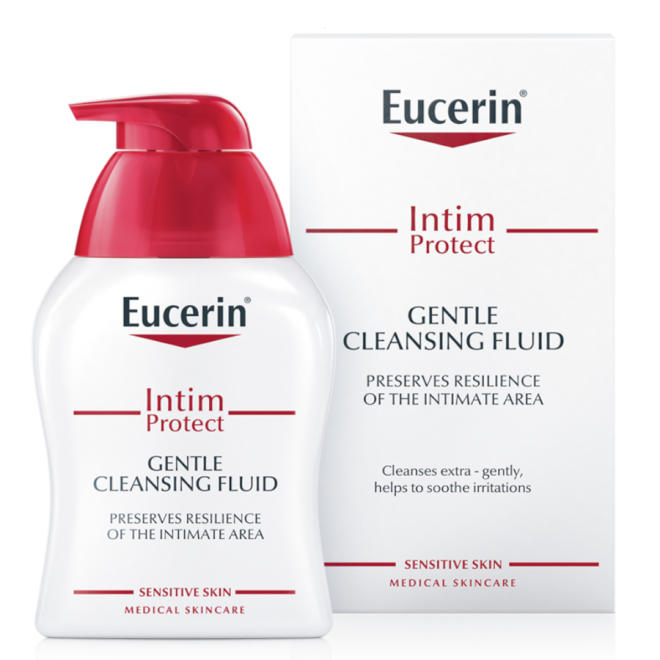 Eucerin®
Intim
Protect
GENTLE
CLEANSING FLUID
PRESERVES RESILIENCE
OF THE INTIMATE AREA
SENSITIVE SKIN
MEDICAL SKINCARE
Eucerin®
Intim
Protect
GENTLE
CLEANSING FLUID
PRESERVES RESILIENCE
OF THE INTIMATE AREA
Cleanses extra - gently,
helps to soothe irritations
SENSITIVE SKIN
MEDICAL SKINCARE